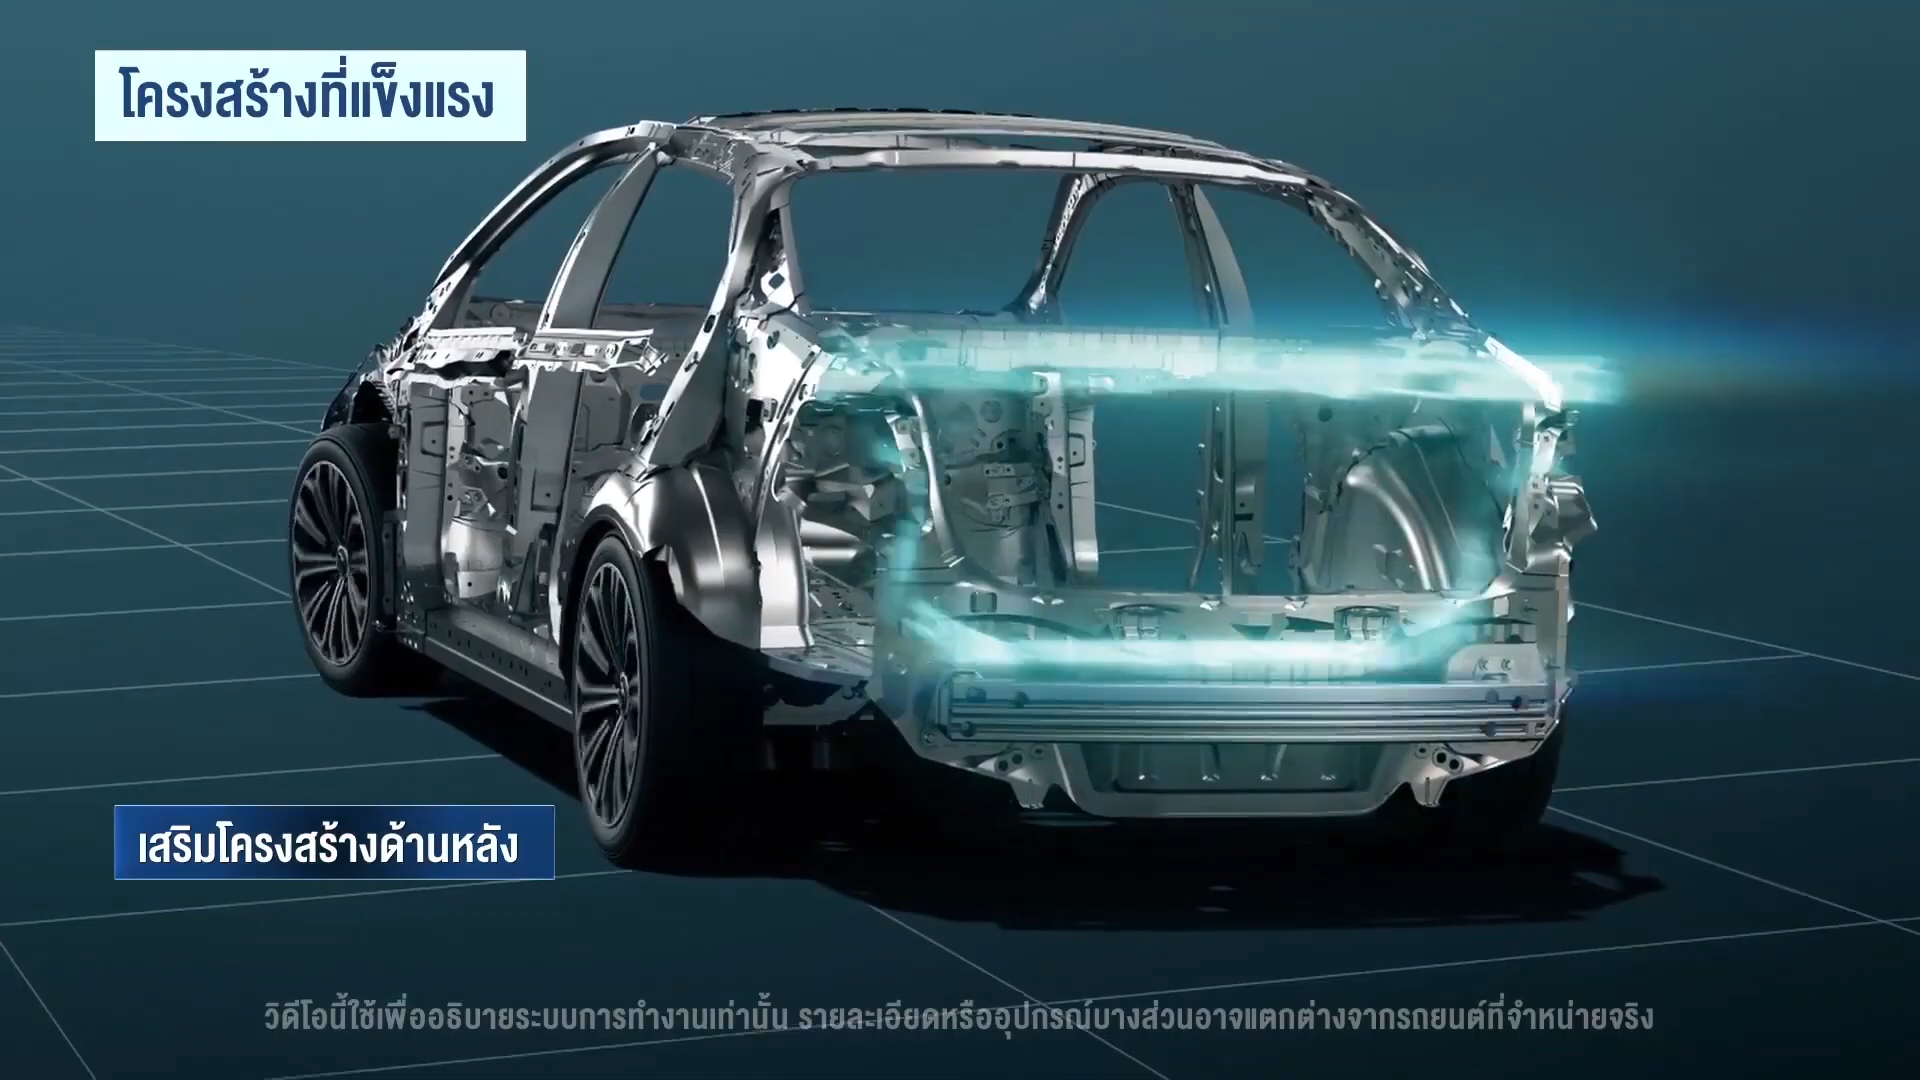 โครงสร้างที่แข็งแรง
เสริมโครงสร้างด้านหลัง
วิดีโอนี้ใช้เพื่ออธิบายระบบการทำงานเท่านั้น รายละเอียดหรืออุปกรณ์บางส่วนอาจแตกต่างจากรถยนต์ที่จำหน่ายจริง